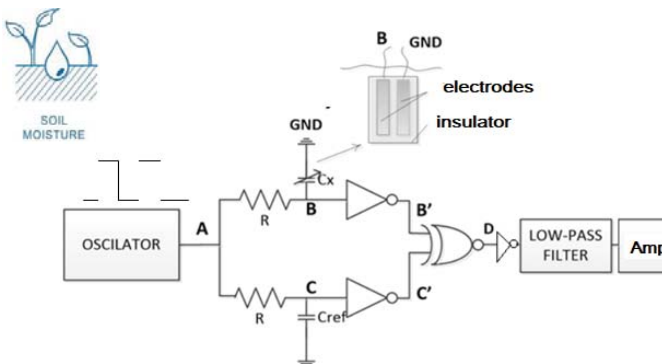 B GND
electrodes
insulator
SOIL
MOISTURE
GND
Cx
A
R
B
B'
D
OSCILATOR
LOW-PASS
FILTER
Amp
C
C'
R
Cref